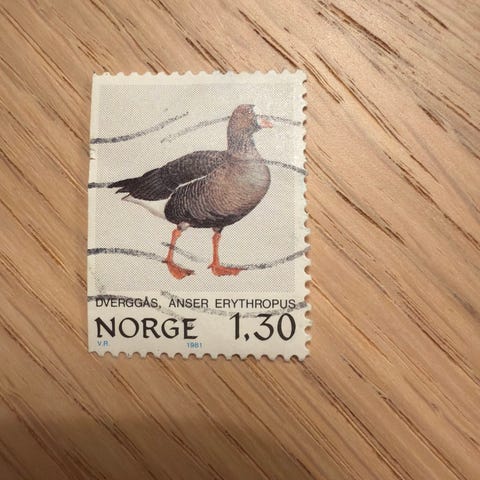 DVERGGÅS, ANSER ERYTHROPUS
NORGE 1,30
V.R. 1981